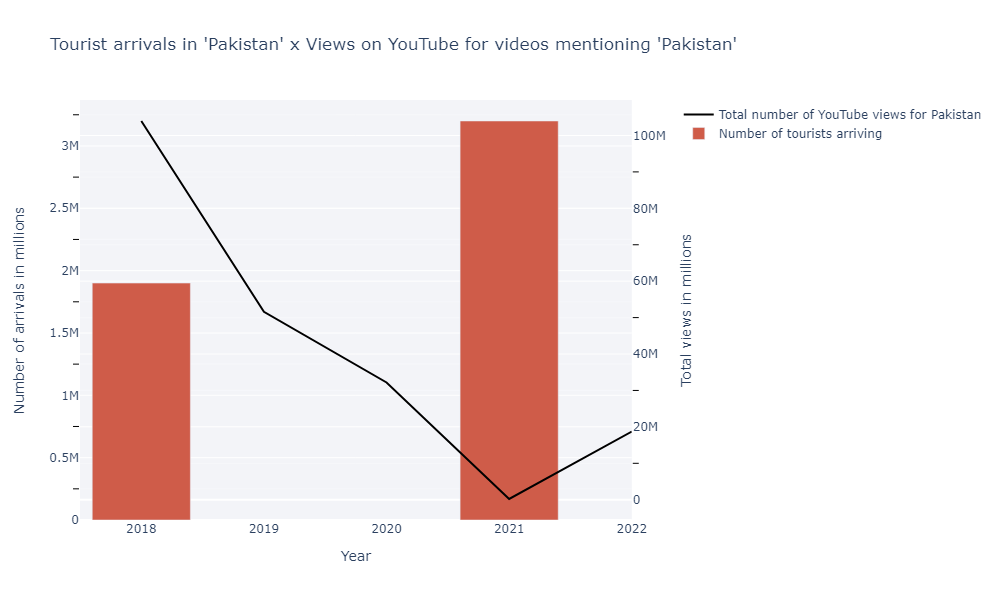 Tourist arrivals in 'Pakistan' x Views on YouTube for videos mentioning 'Pakistan'
Total number of YouTube views for Pakistan
Number of tourists arriving
Number of arrivals in millions
3M
2.5M
2M
1.5M
1M
0.5M
0
100M
80M
60M
40M
20M
0
Total views in millions
2018 2019 2020 2021 2022
Year